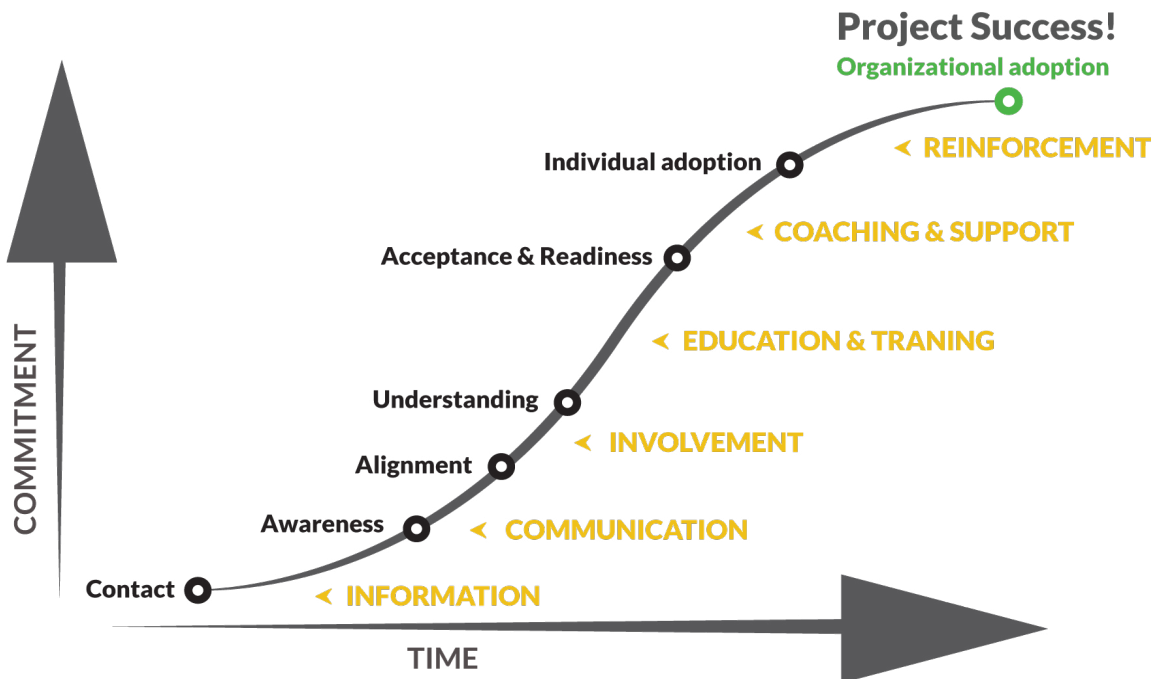 Project Success!
Organizational adoption
REINFORCEMENT
Individual adoption
COACHING & SUPPORT
Acceptance & Readiness
EDUCATION & TRANING
Understanding
INVOLVEMENT
Alignment
Awareness
COMMUNICATION
Contact
INFORMATION
COMMITMENT
TIME